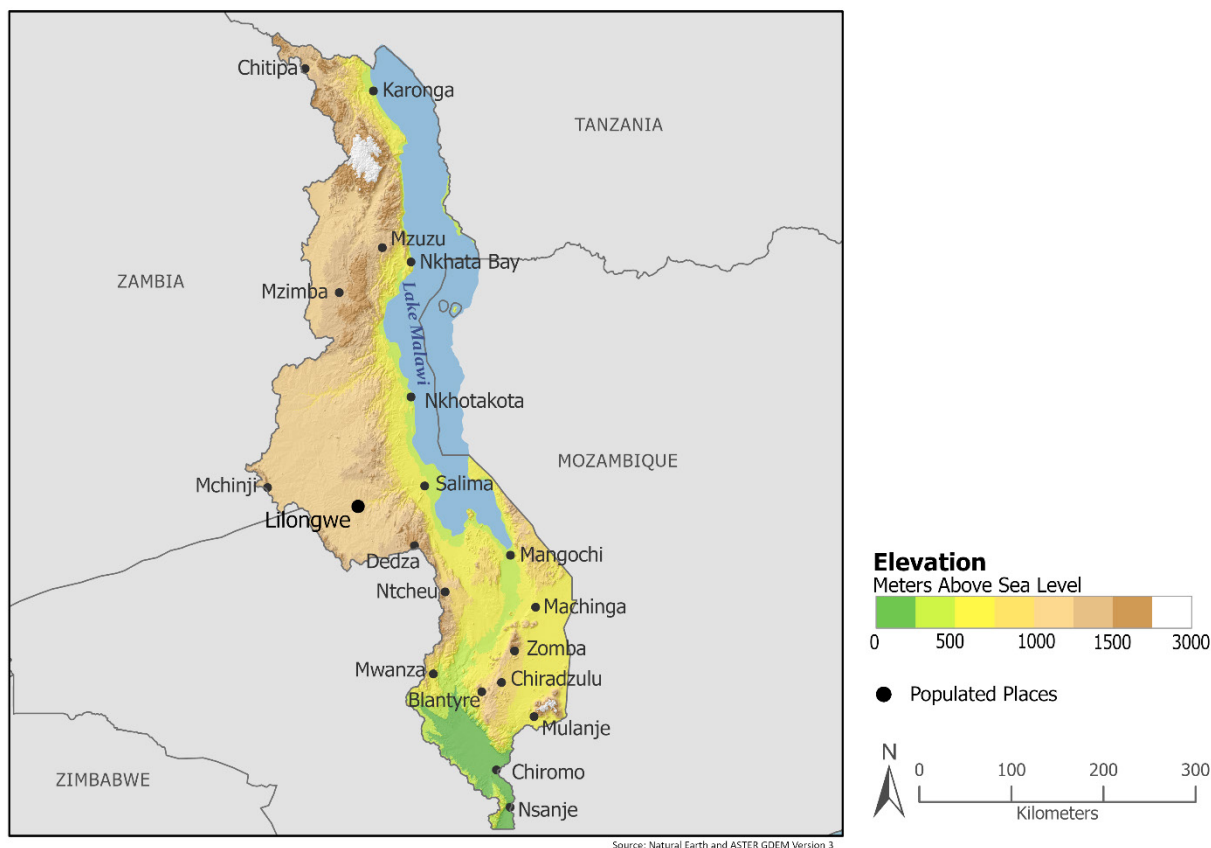 Chitipa
Karonga
TANZANIA
Mzuzu
Nkhata Bay
ZAMBIA
Mzimba
Lake Malawi
Nkhotakota
MOZAMBIQUE
Mchinji
Salima
Lilongwe
Dedza
Mangochi
Ntcheu
Machinga
Zomba
Mwanza
Chiradzulu
Blantyre
Mulanje
ZIMBABWE
Chiromo
Nsanje
Elevation
Meters Above Sea Level
0 500 1000 1500 3000
Populated Places
N
0 100 200 300
Kilometers
Source: Natural Earth and ASTER GDEM Version 3